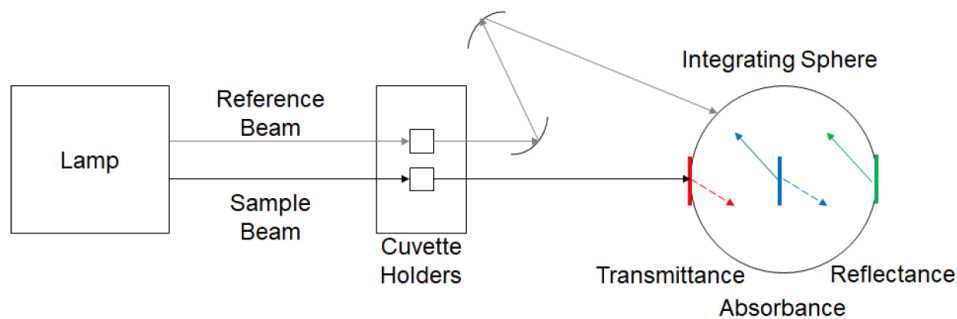 Integrating Sphere
Reference
Beam
Lamp
Sample
Beam
Cuvette
Holders
Transmittance
Reflectance
Absorbance